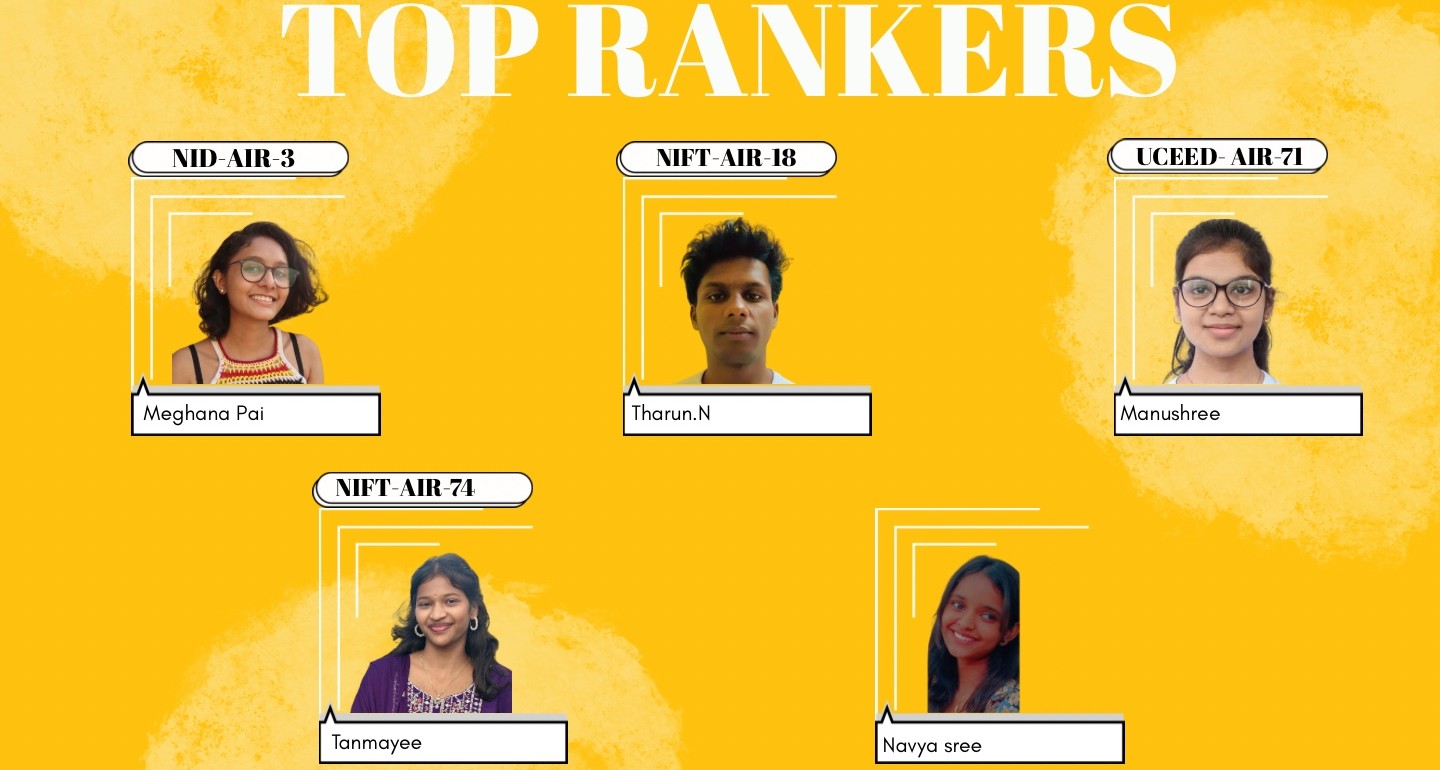 TOP RANKERS
NID-AIR-3
NIFT-AIR-18
UCEED- AIR-71
Meghana Pai
Tharun.N
Manushree
NIFT-AIR-74
Tanmayee
Navya sree